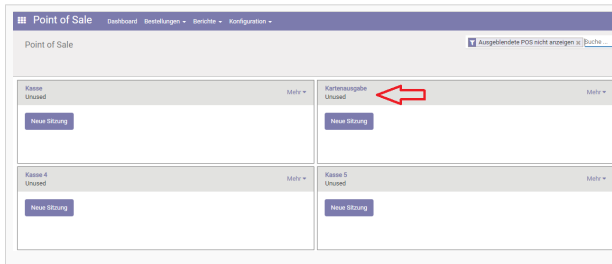 Point of Sale Dashboard Bestellungen Berichte Konfiguration
Point of Sale
Ausgeblendete POS nicht anzeigen x Suche ...
Kasse
Unused
Mehr
Neue Sitzung
Kartenausgabe
Unused
Mehr
Neue Sitzung
Kasse 4
Unused
Mehr
Neue Sitzung
Kasse 5
Unused
Mehr
Neue Sitzung